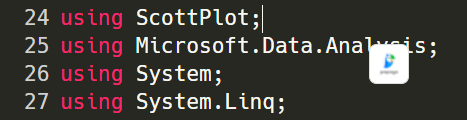 24 using ScottPlot;
25 using Microsoft.Data.Analysis;
26 using System;
27 using System.Linq;